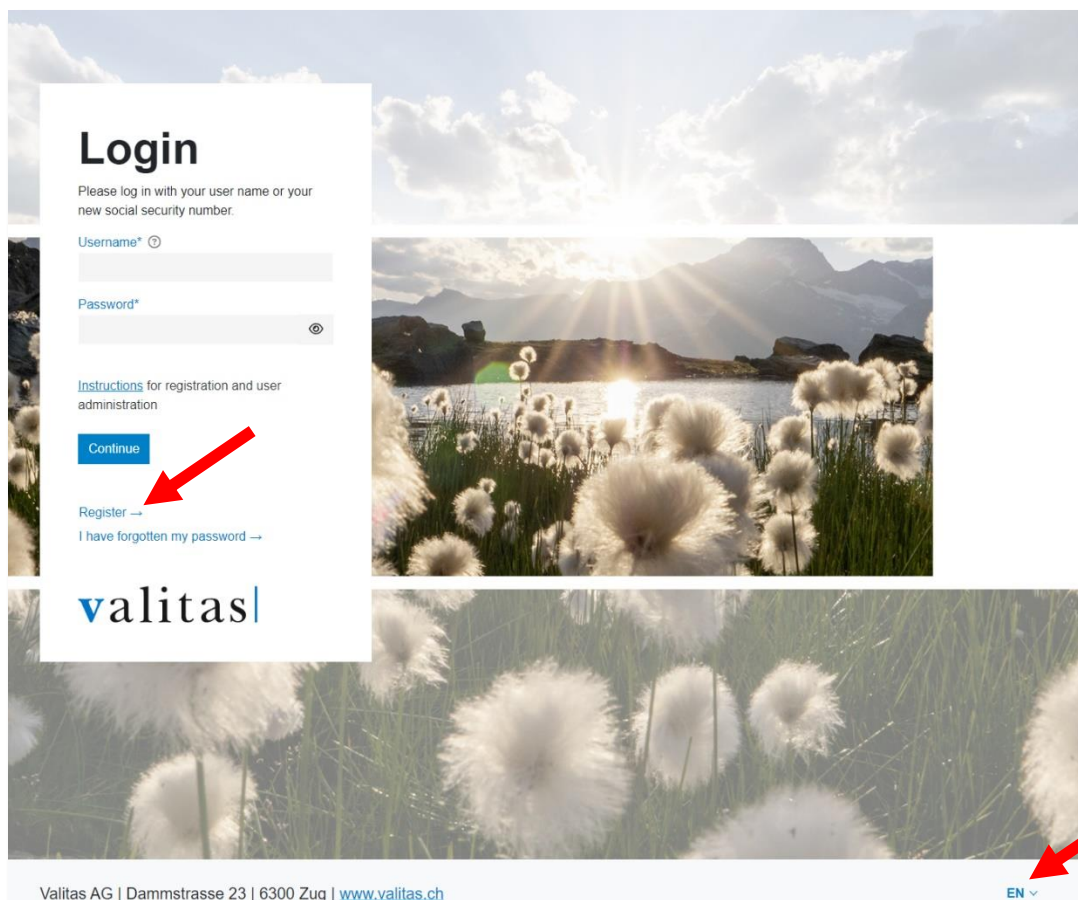 Login
Please log in with your user name or your
new social security number.
Username*
Password*
Instructions for registration and user
administration
Continue
Register →
I have forgotten my password →
valitas
Valitas AG | Dammstrasse 23 | 6300 Zug | www.valitas.ch
EN